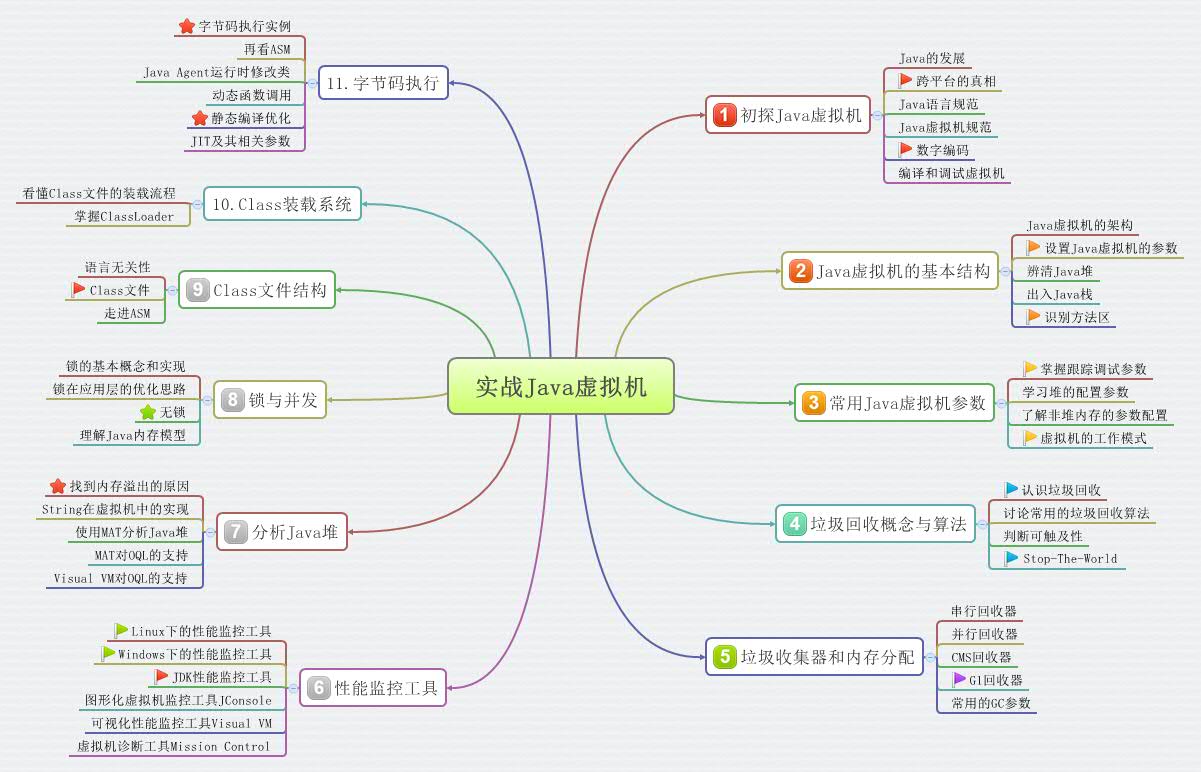 实战Java虚拟机
1 初探Java虚拟机
Java的发展
跨平台的真相
Java语言规范
Java虚拟机规范
数字编码
编译和调试虚拟机
2 Java虚拟机的基本结构
Java虚拟机的架构
设置Java虚拟机的参数
辨清Java堆
出入Java栈
识别方法区
3 常用Java虚拟机参数
掌握跟踪调试参数
学习堆的配置参数
了解非堆内存的参数配置
虚拟机的工作模式
4 垃圾回收概念与算法
认识垃圾回收
讨论常用的垃圾回收算法
判断可触及性
Stop-The-World
5 垃圾收集器和内存分配
串行回收器
并行回收器
CMS回收器
G1回收器
常用的GC参数
6 性能监控工具
Linux下的性能监控工具
Windows下的性能监控工具
JDK性能监控工具
图形化虚拟机监控工具JConsole
可视化性能监控工具Visual VM
虚拟机诊断工具Mission Control
7 分析Java堆
找到内存溢出的原因
String在虚拟机中的实现
使用MAT分析Java堆
MAT对OQL的支持
Visual VM对OQL的支持
8 锁与并发
锁的基本概念和实现
锁在应用层的优化思路
无锁
理解Java内存模型
9 Class文件结构
语言无关性
Class文件
走进ASM
10.Class装载系统
看懂Class文件的装载流程
掌握ClassLoader
11.字节码执行
字节码执行实例
再看ASM
Java Agent运行时修改类
动态函数调用
静态编译优化
JIT及其相关参数